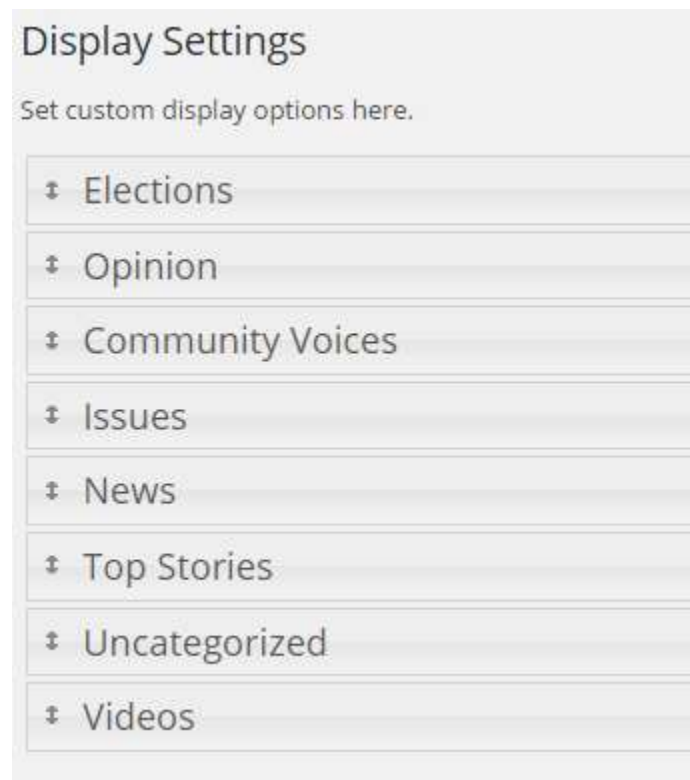 Display Settings
Set custom display options here.
Elections
Opinion
Community Voices
Issues
News
Top Stories
Uncategorized
Videos